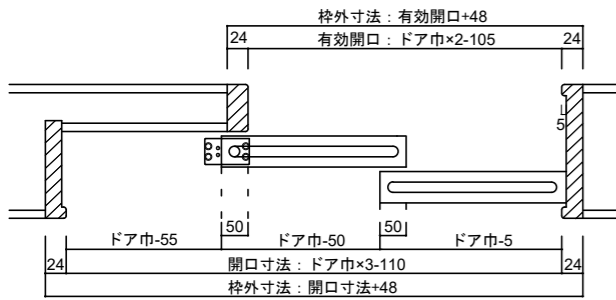 枠外寸法：有効開口+48
24 有効開口：ドア巾×2-105 24
5
50 50
ドア巾-55 ドア巾-50 ドア巾-5
24 開口寸法：ドア巾×3-110 24
枠外寸法：開口寸法+48